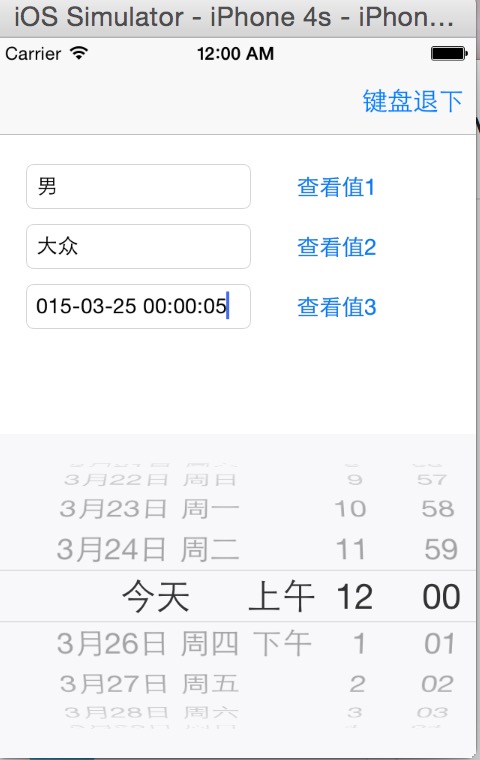 iOS Simulator - iPhone 4s - iPhon...
Carrier 12:00 AM
键盘退下
男 查看值1
大众 查看值2
015-03-25 00:00:05 查看值3
3月22日 周日 9 57
3月23日 周一 10 58
3月24日 周二 11 59
今天 上午 12 00
3月26日 周四 下午 1 01
3月27日 周五 2 02
3月28日 周六 3 03